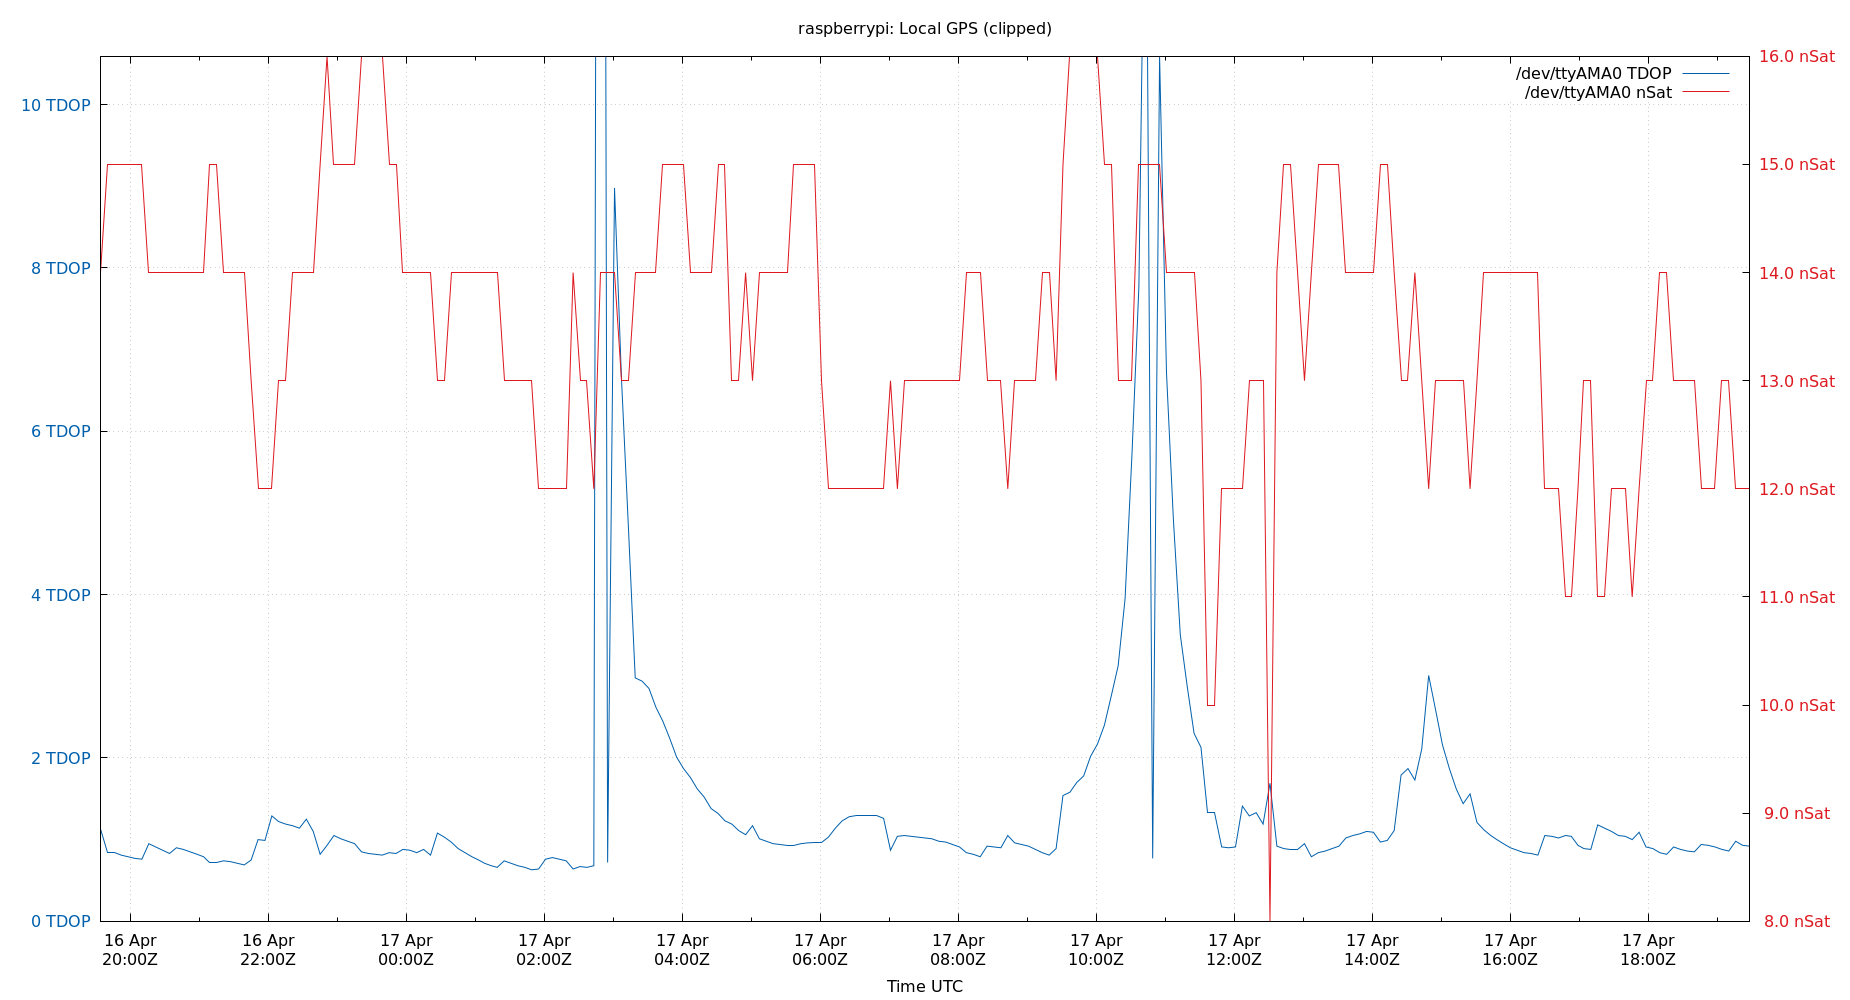 raspberrypi: Local GPS (clipped)
/dev/ttyAMA0 TDOP
/dev/ttyAMA0 nSat
10 TDOP
8 TDOP
6 TDOP
4 TDOP
2 TDOP
0 TDOP
16.0 nSat
15.0 nSat
14.0 nSat
13.0 nSat
12.0 nSat
11.0 nSat
10.0 nSat
9.0 nSat
8.0 nSat
16 Apr
20:00Z
16 Apr
22:00Z
17 Apr
00:00Z
17 Apr
02:00Z
17 Apr
04:00Z
17 Apr
06:00Z
17 Apr
08:00Z
17 Apr
10:00Z
17 Apr
12:00Z
17 Apr
14:00Z
17 Apr
16:00Z
17 Apr
18:00Z
Time UTC